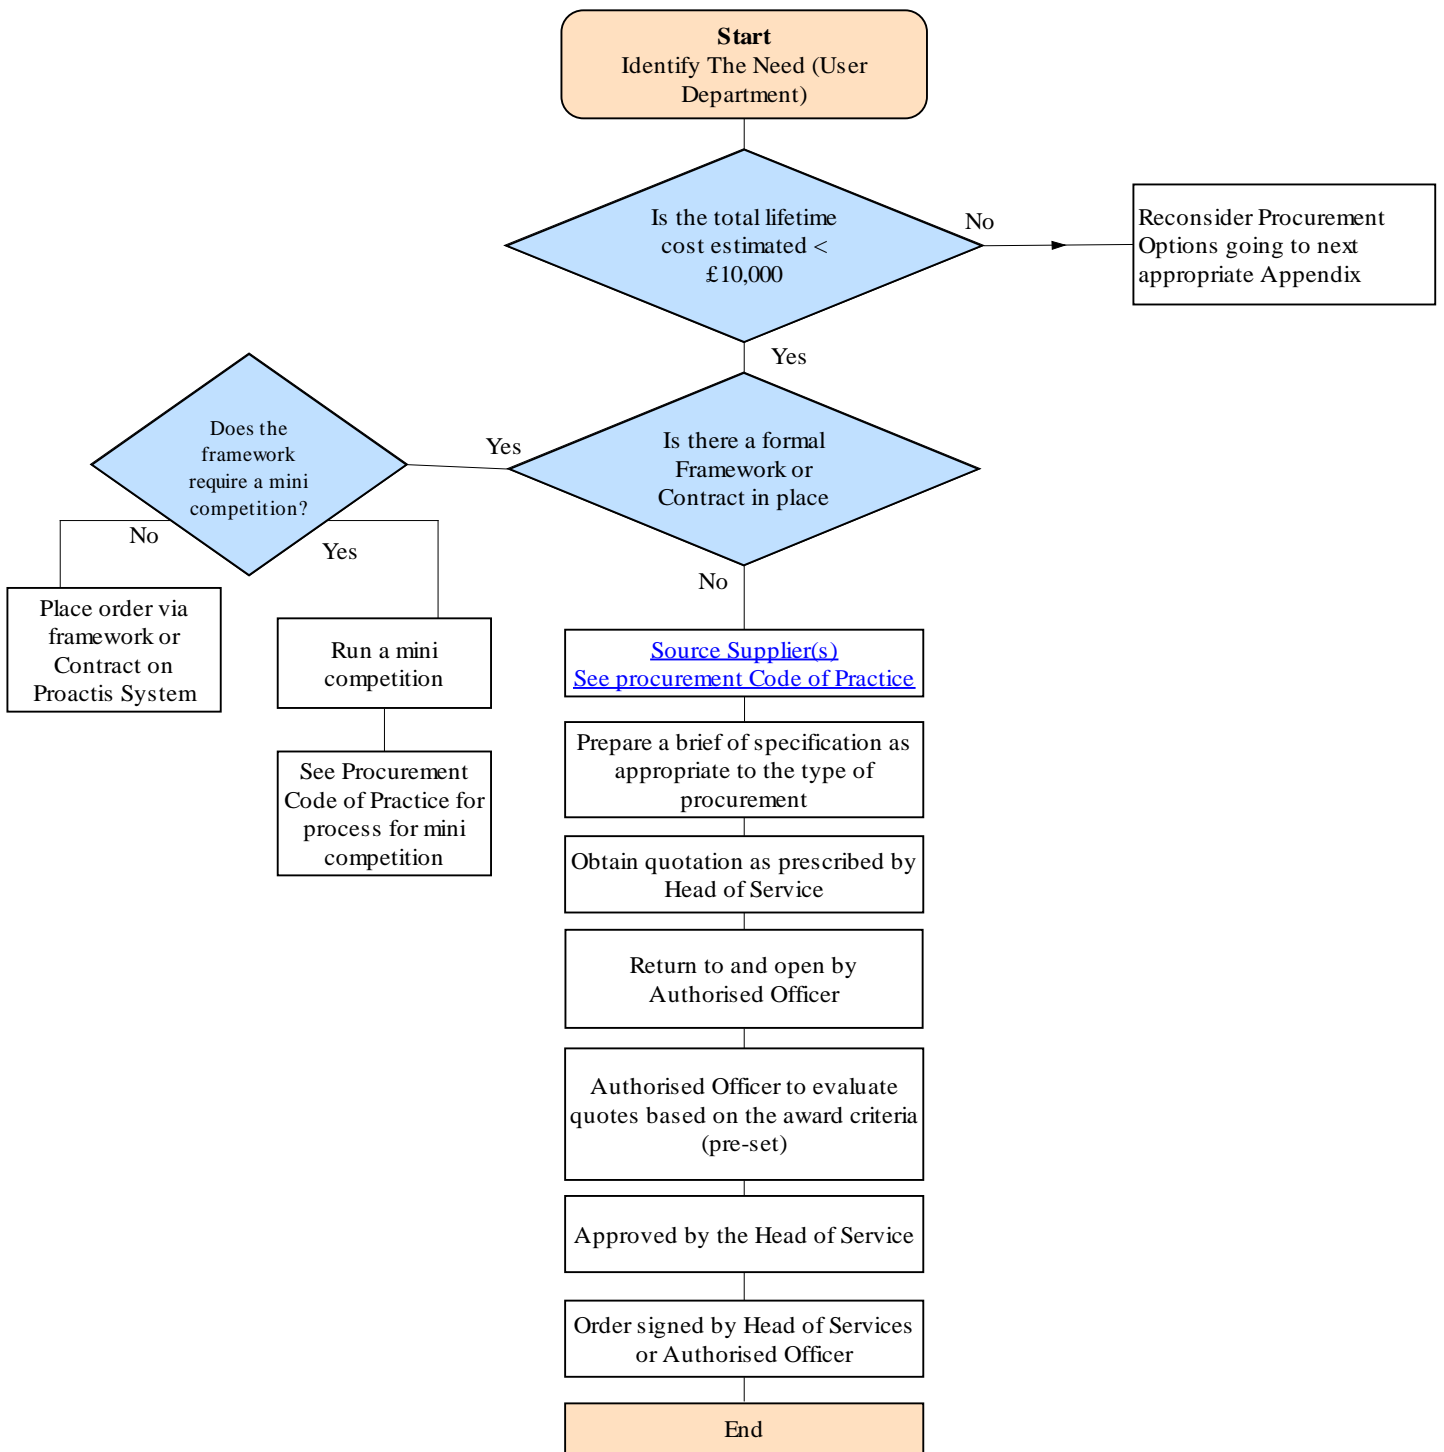 Start
Identify The Need (User
Department)
Is the total lifetime
cost estimated <
£10,000
No
Reconsider Procurement
Options going to next
appropriate Appendix
Yes
Is there a formal
Framework or
Contract in place
Yes
Does the
framework
require a mini
competition?
No
Yes
No
Place order via
framework or
Contract on
Proactis System
Run a mini
competition
See Procurement
Code of Practice for
process for mini
competition
Source Supplier(s)
See procurement Code of Practice
Prepare a brief of specification as
appropriate to the type of
procurement
Obtain quotation as prescribed by
Head of Service
Return to and open by
Authorised Officer
Authorised Officer to evaluate
quotes based on the award criteria
(pre-set)
Approved by the Head of Service
Order signed by Head of Services
or Authorised Officer
End